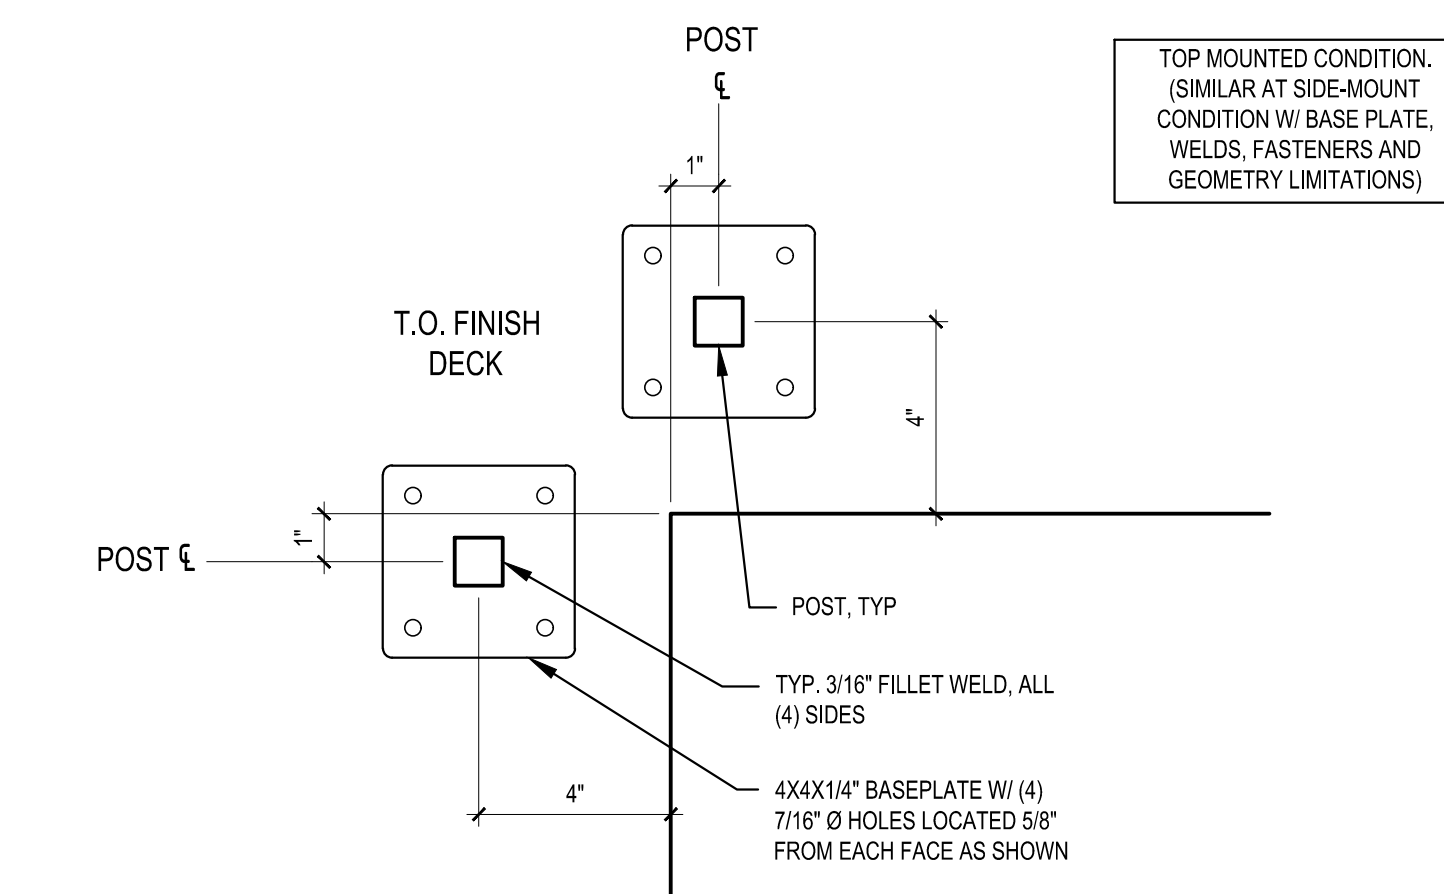 POST
℄
TOP MOUNTED CONDITION.
(SIMILAR AT SIDE-MOUNT
CONDITION W/ BASE PLATE,
WELDS, FASTENERS AND
GEOMETRY LIMITATIONS)
1"
T.O. FINISH
DECK
4"
1"
POST ℄
POST, TYP
TYP. 3/16" FILLET WELD, ALL
(4) SIDES
4"
4X4X1/4" BASEPLATE W/ (4)
7/16" Ø HOLES LOCATED 5/8"
FROM EACH FACE AS SHOWN